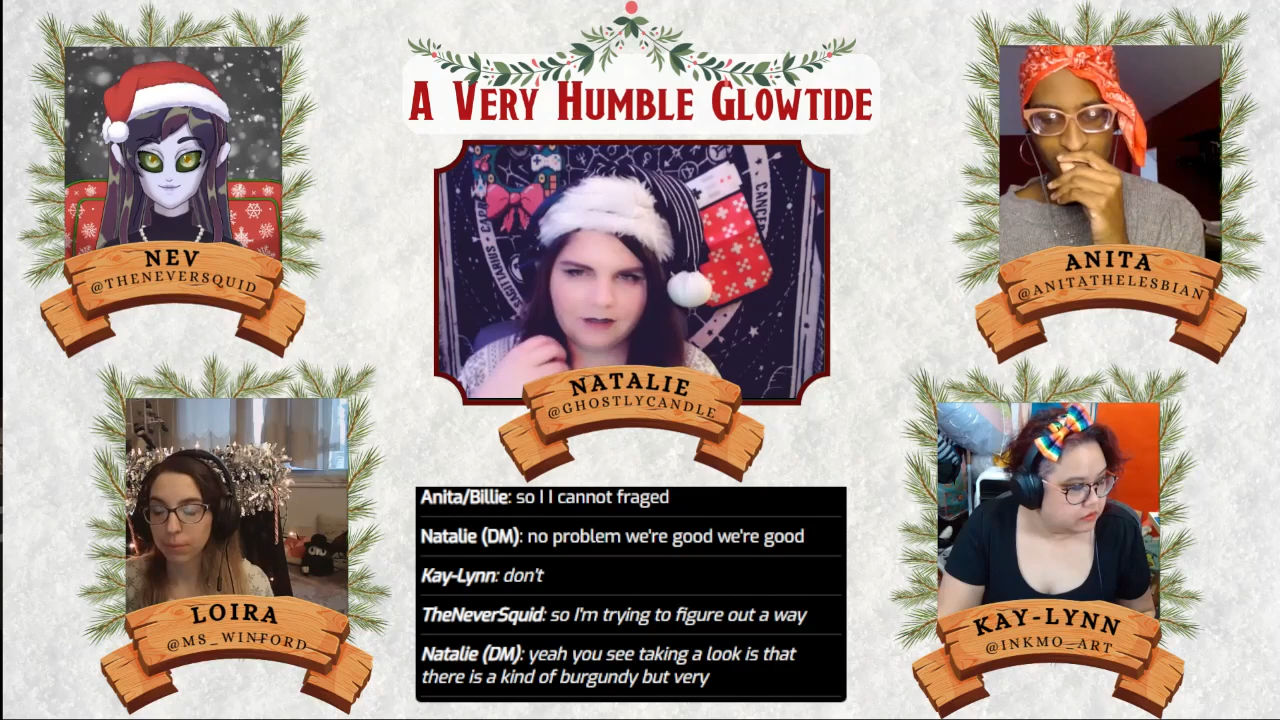 A Very Humble Glowtide
NEV
@THENEVERSQUID
ANITA
@ANITATHELESBIAN
CANCE
SAGITTARIUS
NATALIE
@GHOSTLYCANDLE
LOIRA
@MS_WINFORD
KAY-LYNN
@INKMO_ART
Anita/Billie: so I I cannot fraged
Natalie (DM): no problem we're good we're good
Kay-Lynn: don't
TheNeverSquid: so I'm trying to figure out a way
Natalie (DM): yeah you see taking a look is that
there is a kind of burgundy but very